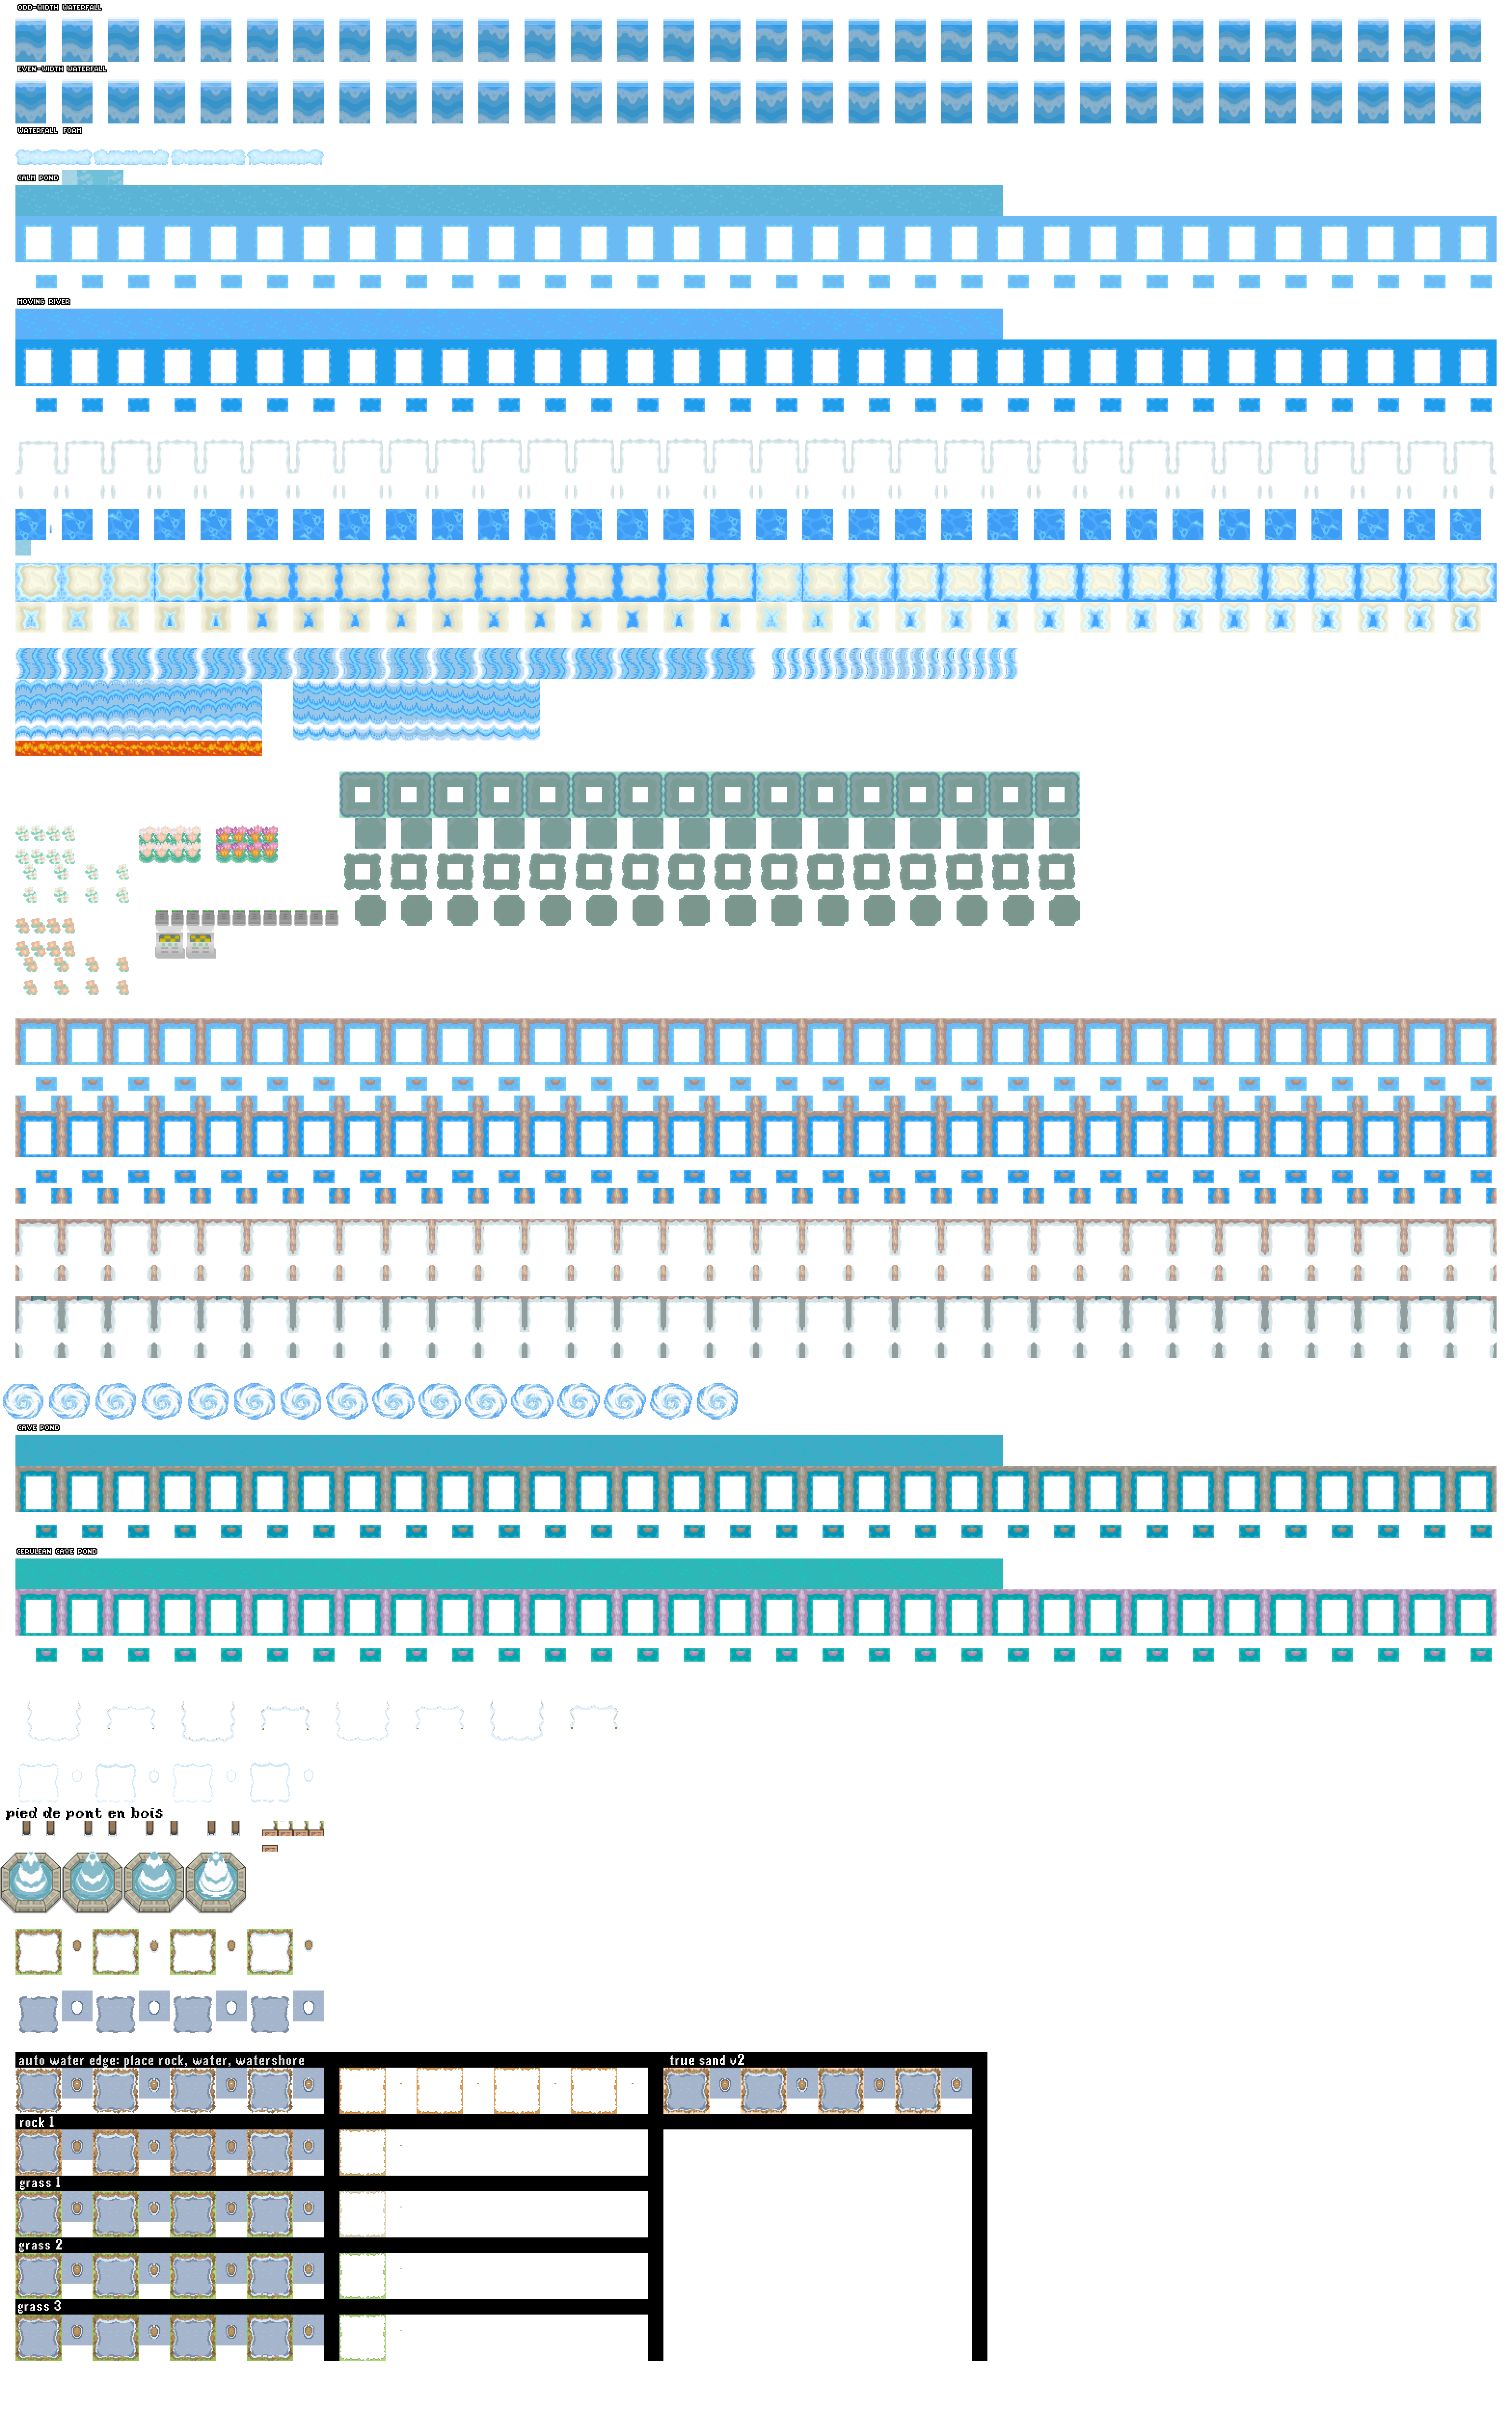 ODD-WIDTH WATERFALL
EVEN-WIDTH WATERFALL
WATERFALL FOAM
CALM POND
MOVING RIVER
CAVE POND
CERULEAN CAVE POND
pied de pont en bois
auto water edge: place rock, water, watershore
true sand v2
rock 1
grass 1
grass 2
grass 3